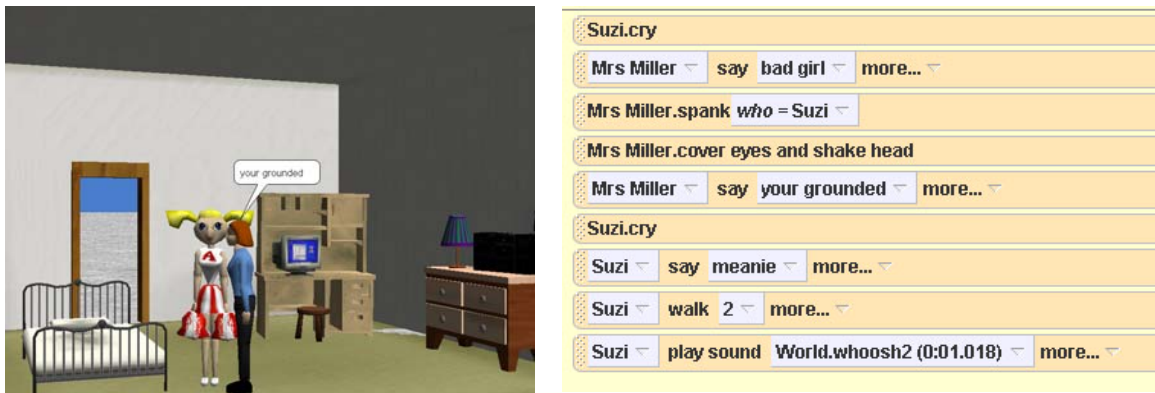 your grounded
A
Suzi.cry
Mrs Miller say bad girl more...
Mrs Miller.spank who = Suzi
Mrs Miller.cover eyes and shake head
Mrs Miller say your grounded more...
Suzi.cry
Suzi say meanie more...
Suzi walk 2 more...
Suzi play sound World.whoosh2 (0:01.018) more...